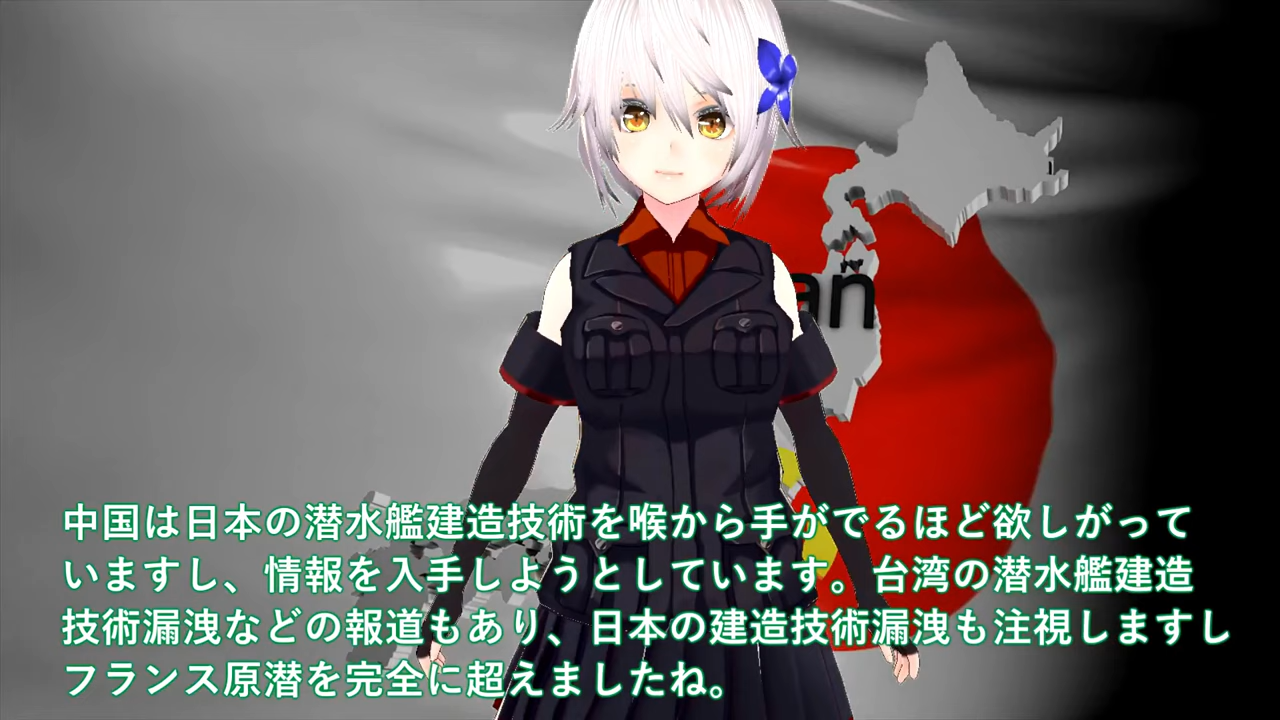 an
中国は日本の潜水艦建造技術を喉から手がでるほど欲しがって
いますし、情報を入手しようとしています。台湾の潜水艦建造
技術漏洩などの報道もあり、日本の建造技術漏洩も注視しますし
フランス原潜を完全に超えましたね。